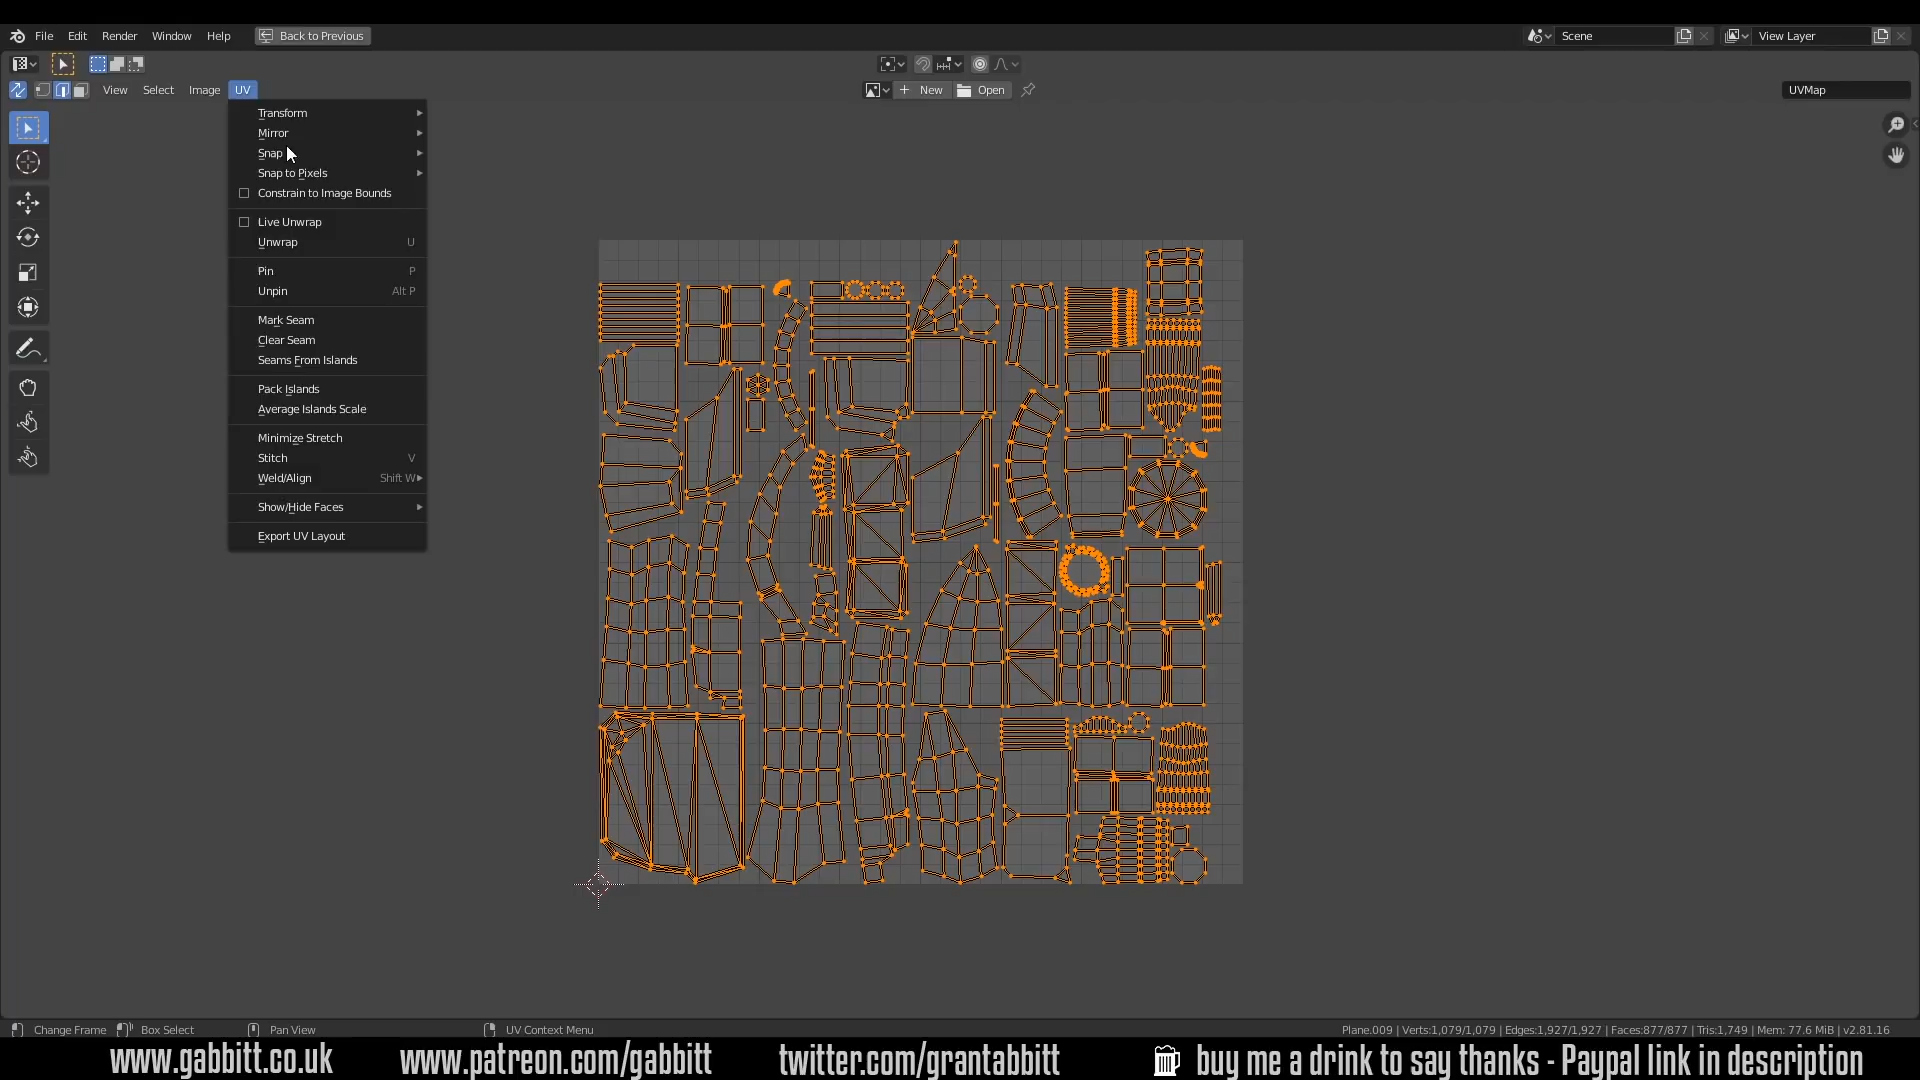 File Edit Render Window Help Back to Previous Scene View Layer
View Select Image UV New Open UVMap
Transform
Mirror
Snap
Snap to Pixels
Constrain to Image Bounds
Live Unwrap
Unwrap U
Pin P
Unpin Alt P
Mark Seam
Clear Seam
Seams From Islands
Pack Islands
Average Islands Scale
Minimize Stretch
Stitch V
Weld/Align Shift W
Show/Hide Faces
Export UV Layout
Change Frame Box Select Pan View UV Context Menu Plane.009 | Verts:1,079/1,079 | Edges:1,927/1,927 | Faces:877/877 | Tris:1,749 | Mem: 77.6 MiB | v2.81.16
www.gabbitt.co.uk www.patreon.com/gabbitt twitter.com/grantabbitt buy me a drink to say thanks - Paypal link in description